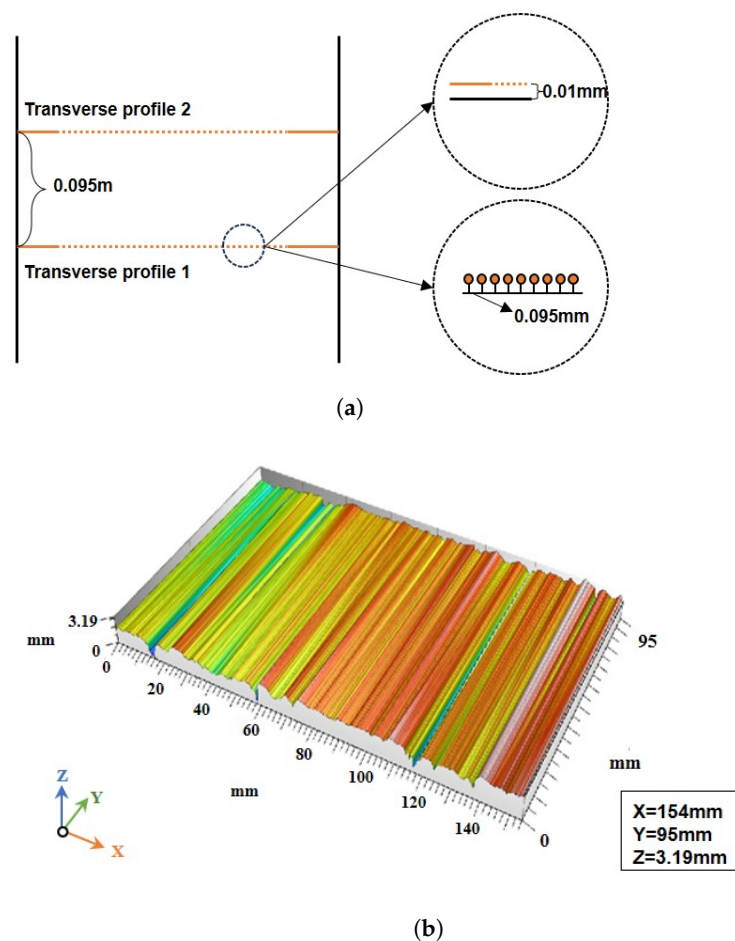 Transverse profile 2
0.01mm
0.095m
Transverse profile 1
0.095mm
(a)
3.19
mm
0
0
20
40
60
80
100
120
140
mm
0
mm
95
Z
Y
X
X=154mm
Y=95mm
Z=3.19mm
(b)